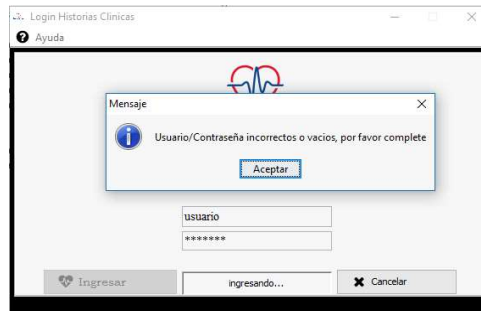 Login Historias Clinicas
Ayuda
Mensaje
Usuario/Contraseña incorrectos o vacios, por favor complete
Aceptar
usuario
*******
Ingresar
ingresando...
Cancelar